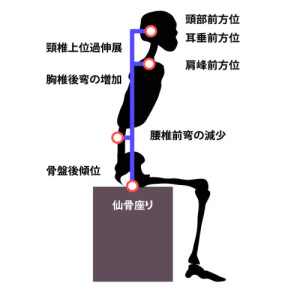 頭部前方位
耳垂前方位
頸椎上位過伸展
肩峰前方位
胸椎後弯の増加
腰椎前弯の減少
骨盤後傾位
仙骨座り